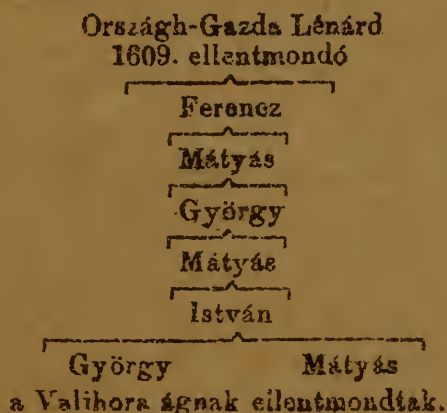 Országh-Gazda Lénárd
1609. ellentmondó
Ferencz
Mátyás
György
Mátyás
István
György Mátyás
a Valihora ágnak ellentmondtak.